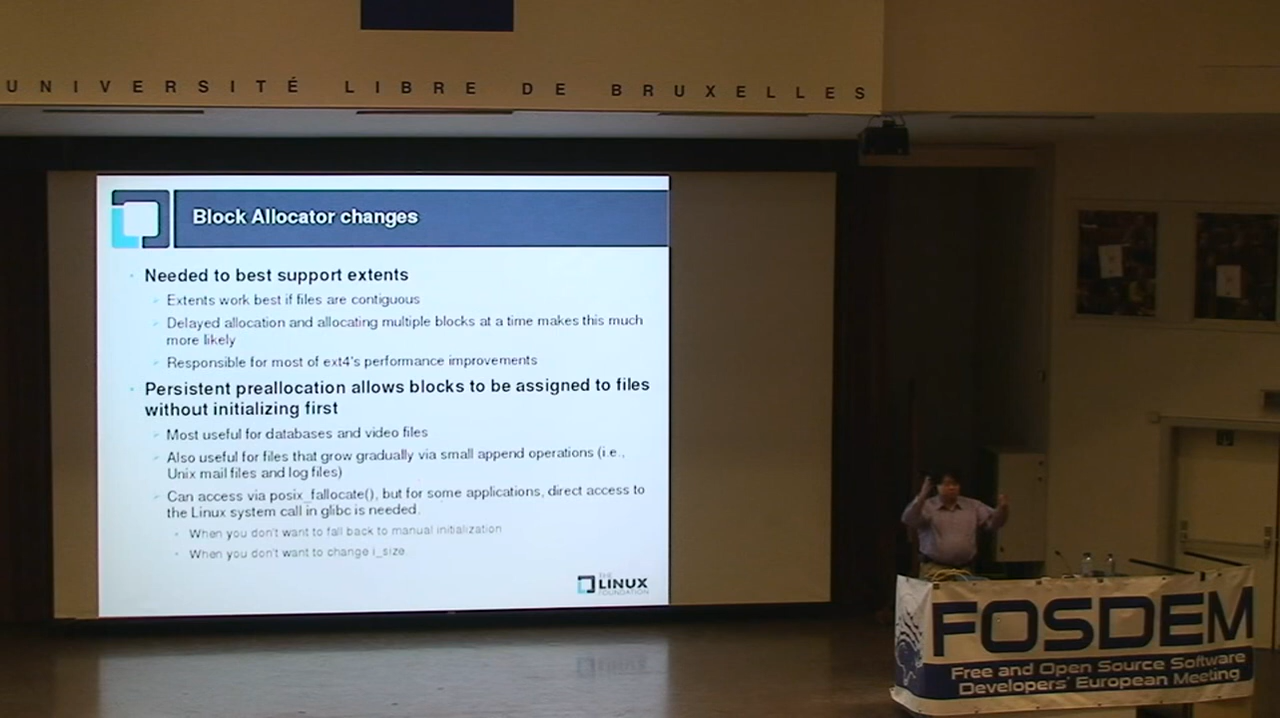 UNIVERSITÉ LIBRE DE BRUXELLES
Block Allocator changes
Needed to best support extents
Extents work best if files are contiguous
Delayed allocation and allocating multiple blocks at a time makes this much
more likely
Responsible for most of ext4's performance improvements
Persistent preallocation allows blocks to be assigned to files
without initializing first
Most useful for databases and video files
Also useful for files that grow gradually via small append operations (i.e.,
Unix mail files and log files)
Can access via posix_fallocate(), but for some applications, direct access to
the Linux system call in glibc is needed.
When you don't want to fall back to manual initialization
When you don't want to change i_size.
THE
LINUX
FOUNDATION
FOSDEM
Free and Open Source Software
Developers' European Meeting